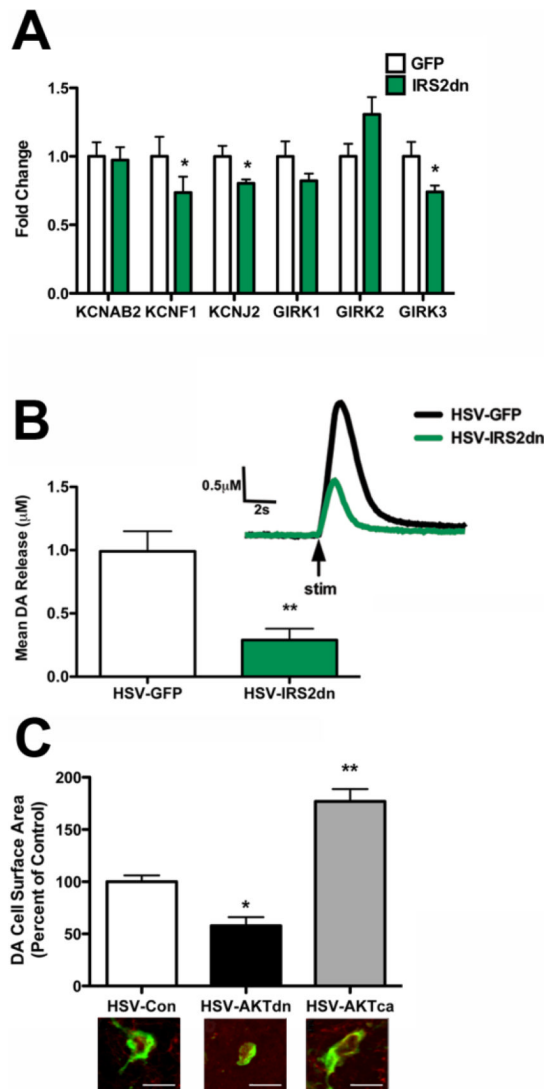 A
GFP
IRS2dn
Fold Change
1.5
1.0
0.5
0.0
* * *
KCNAB2 KCNF1 KCNJ2 GIRK1 GIRK2 GIRK3
B
HSV-GFP
HSV-IRS2dn
0.5μM
2s
stim
Mean DA Release (μM)
1.5
1.0
0.5
0.0
**
HSV-GFP HSV-IRS2dn
C
DA Cell Surface Area
(Percent of Control)
200
150
100
50
0
*
**
HSV-Con HSV-AKTdn HSV-AKTca